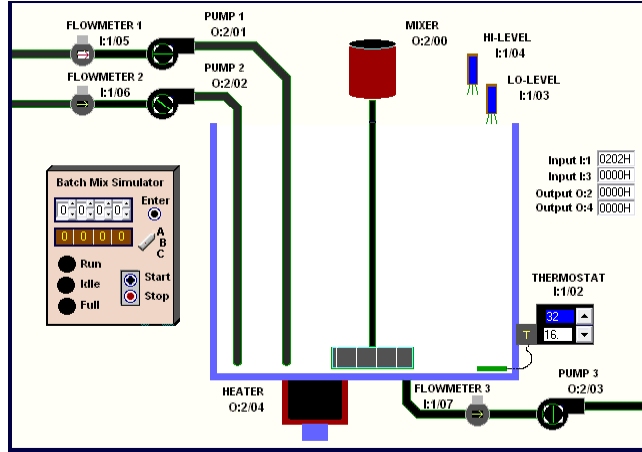 FLOWMETER 1
I:1/05
PUMP 1
O:2/01
MIXER
O:2/00
HI-LEVEL
I:1/04
FLOWMETER 2
I:1/06
PUMP 2
O:2/02
LO-LEVEL
I:1/03
Input I:1 0202H
Input I:3 0000H
Output O:2 0000H
Output O:4 0000H
Batch Mix Simulator
0 0 0 0
Enter
0 0 0 0
A
B
C
Run
Idle
Full
Start
Stop
THERMOSTAT
I:1/02
32
T
16.
HEATER
O:2/04
FLOWMETER 3
I:1/07
PUMP 3
O:2/03